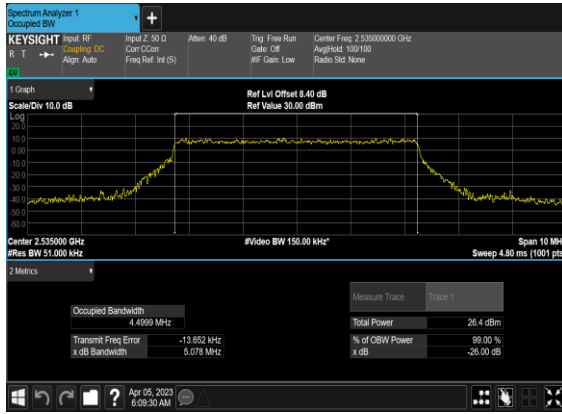 Spectrum Analyzer 1
Occupied BW
+
KEYSIGHT
R T
LXI
Input: RF
Coupling: DC
Align: Auto
Input Z: 50 Ω
Corr CCorr
Freq Ref: Int (S)
Atten: 40 dB
Trig: Free Run
Gate: Off
#IF Gain: Low
Center Freq: 2.535000000 GHz
Avg|Hold: 100/100
Radio Std: None
1 Graph
Scale/Div 10.0 dB
Ref Lvl Offset 8.40 dB
Ref Value 30.00 dBm
Log
20.0
10.0
0.00
-10.0
-20.0
-30.0
-40.0
-50.0
-60.0
Center 2.535000 GHz
#Res BW 51.000 kHz
#Video BW 150.00 kHz*
Span 10 MH
Sweep 4.80 ms (1001 pts
2 Metrics
Measure Trace
Trace 1
Occupied Bandwidth
4.4999 MHz
Total Power
26.4 dBm
Transmit Freq Error
-13.652 kHz
% of OBW Power
99.00 %
x dB Bandwidth
5.078 MHz
x dB
-26.00 dB
?
Apr 05, 2023
6:09:30 AM